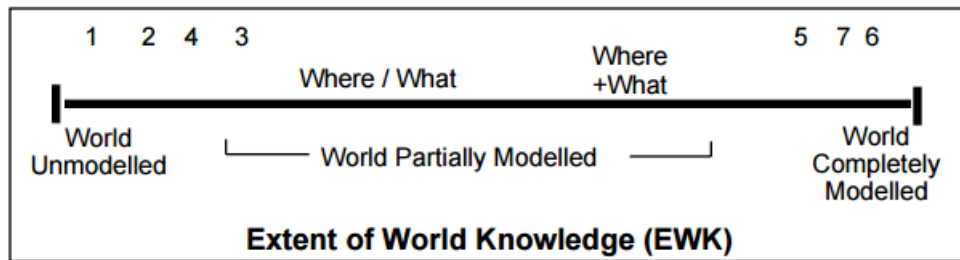 1 2 4 3 5 7 6
Where / What
Where
+What
World
Unmodelled
World Partially Modelled
World
Completely
Modelled
Extent of World Knowledge (EWK)